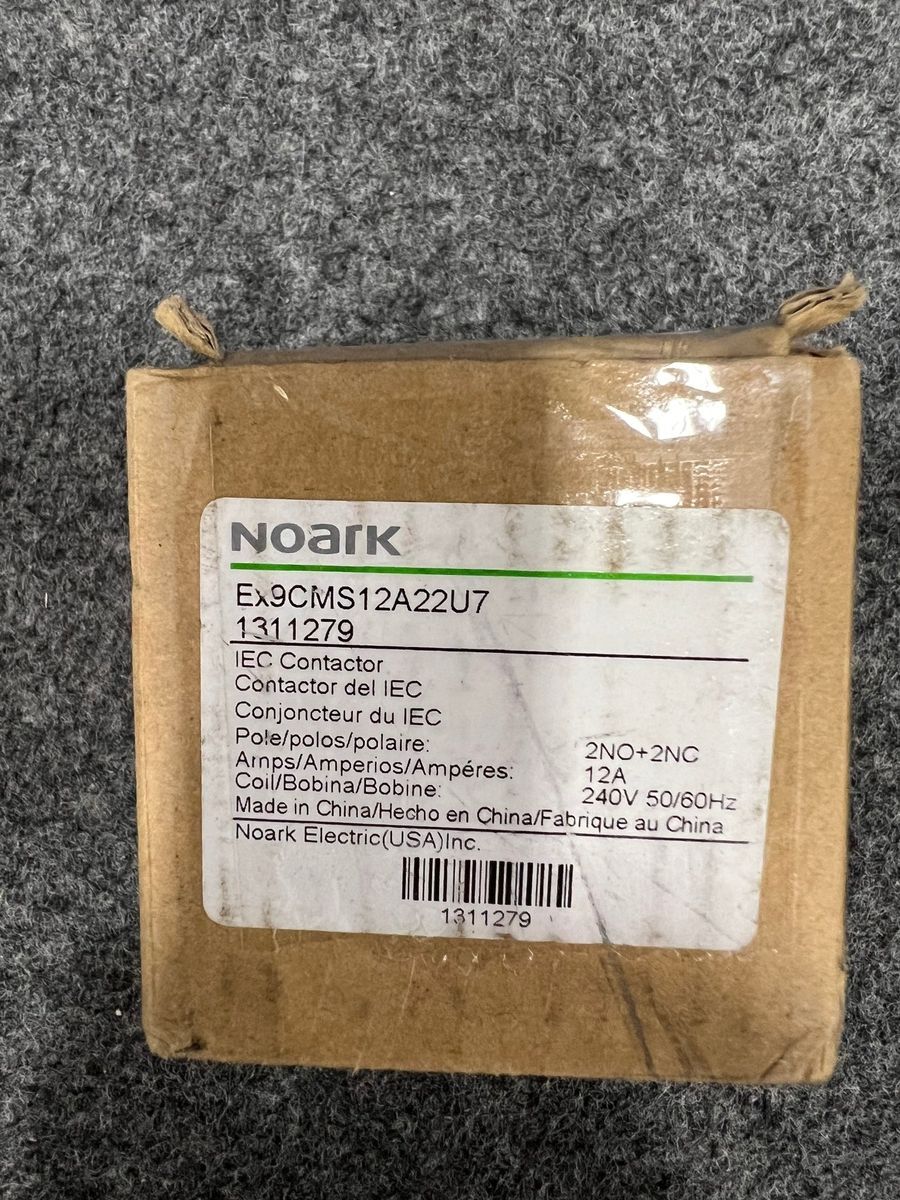 NOARK
Ex9CMS12A22U7
1311279
IEC Contactor
Contactor del IEC
Conjoncteur du IEC
Pole/polos/polaire: 2NO+2NC
Amps/Amperios/Ampéres: 12A
Coil/Bobina/Bobine: 240V 50/60Hz
Made in China/Hecho en China/Fabrique au China
Noark Electric(USA)Inc.
1311279